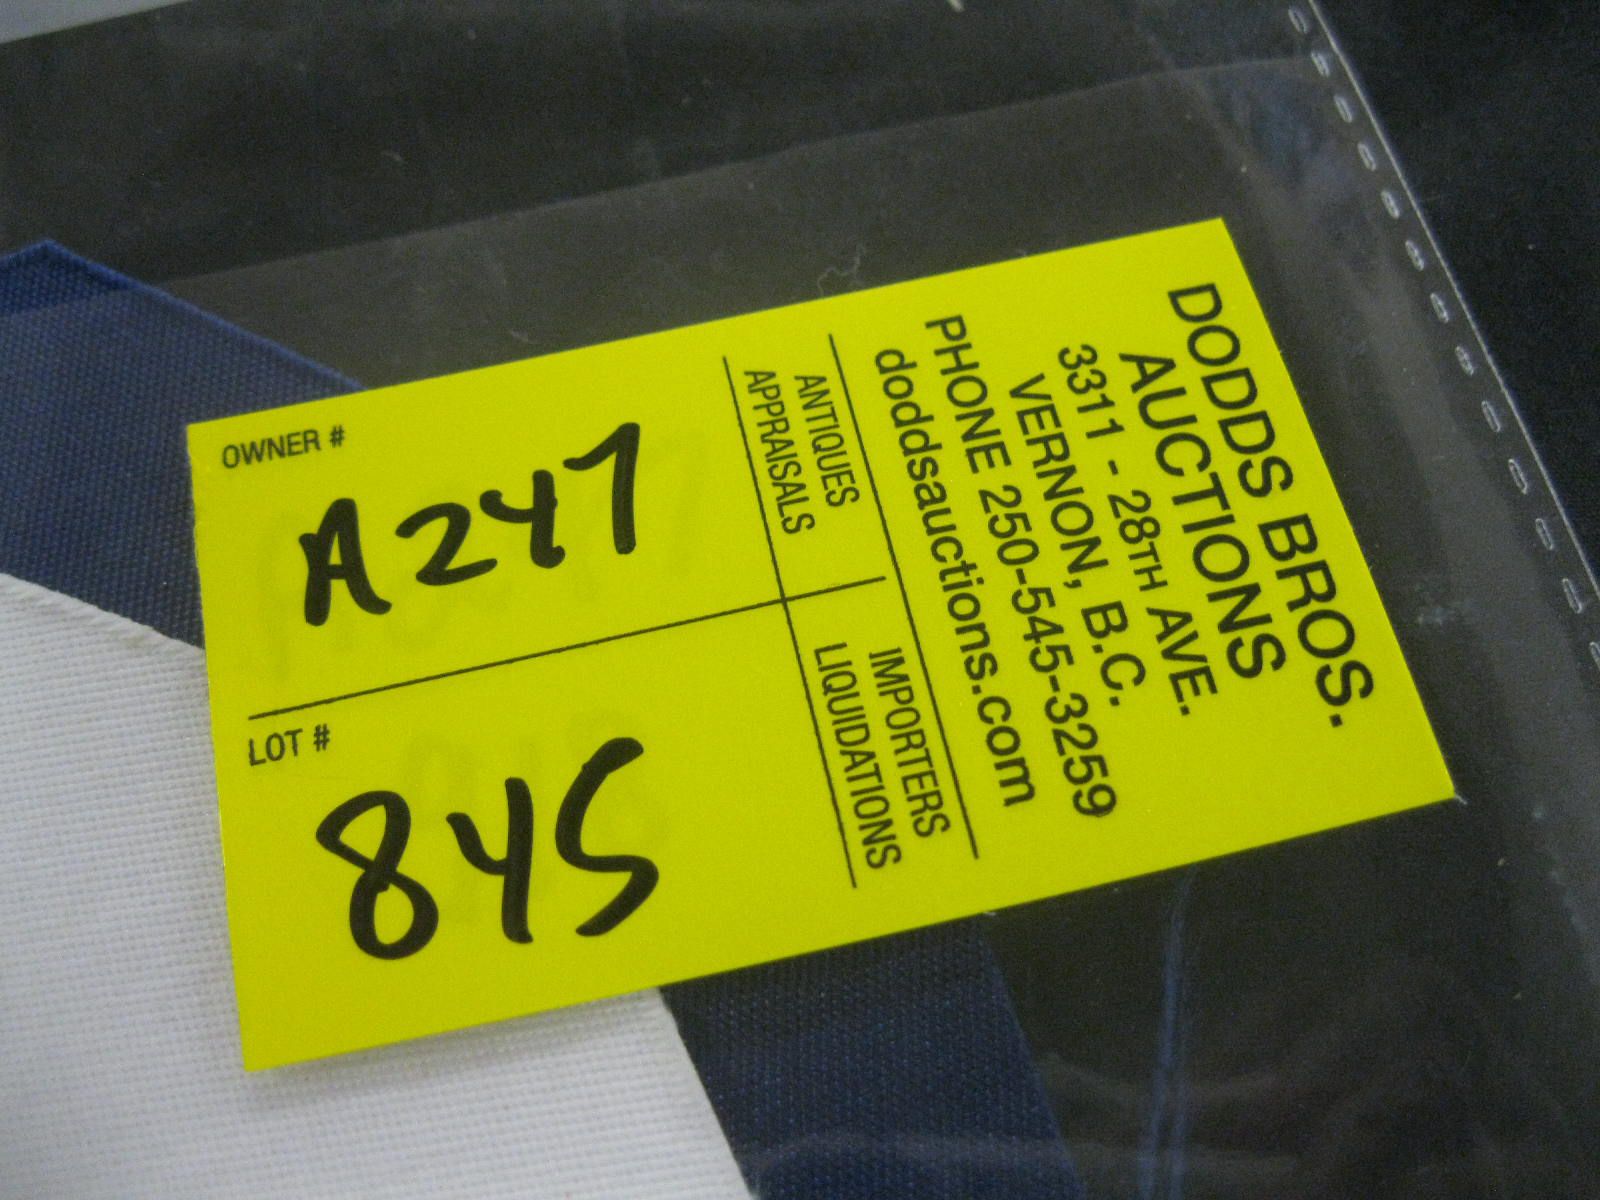 DODDS BROS.
AUCTIONS
3311 - 28TH AVE.
VERNON, B.C.
PHONE 250-545-3259
doddsauctions.com
ANTIQUES
APPRAISALS
IMPORTERS
LIQUIDATIONS
OWNER #
A247
LOT #
845